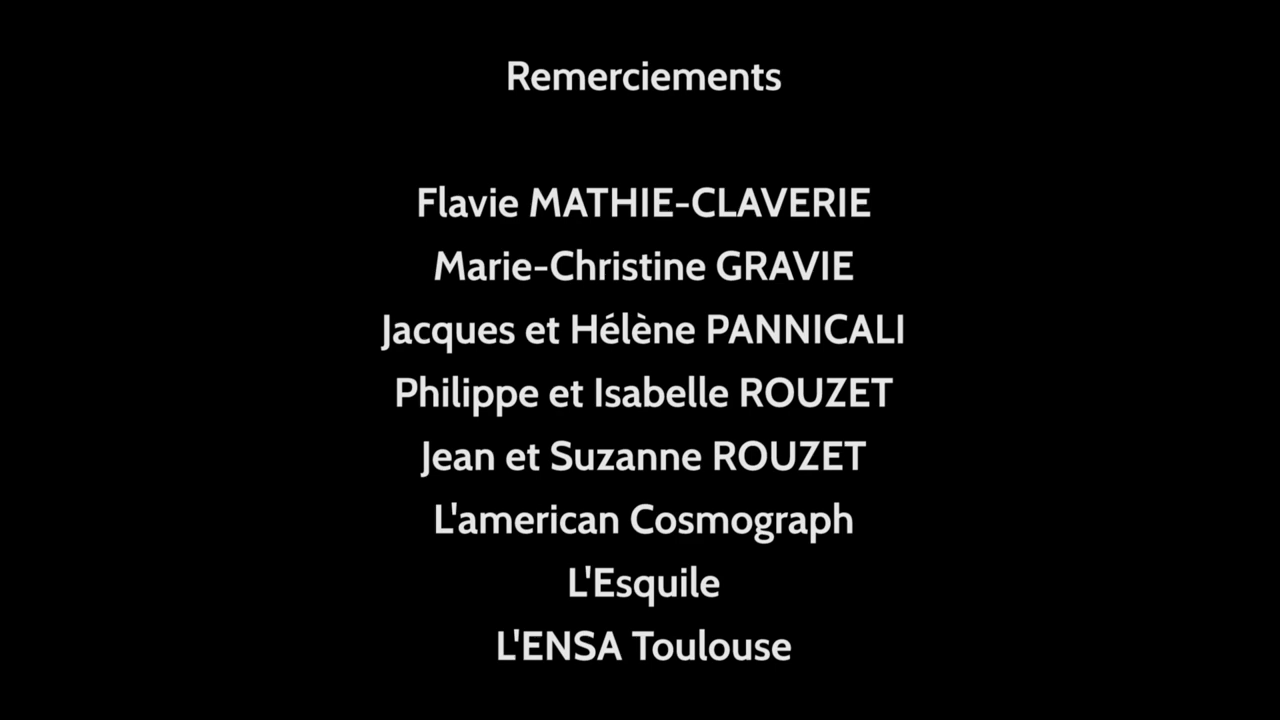 Remerciements
Flavie MATHIE-CLAVERIE
Marie-Christine GRAVIE
Jacques et Hélène PANNICALI
Philippe et Isabelle ROUZET
Jean et Suzanne ROUZET
L'american Cosmograph
L'Esquile
L'ENSA Toulouse